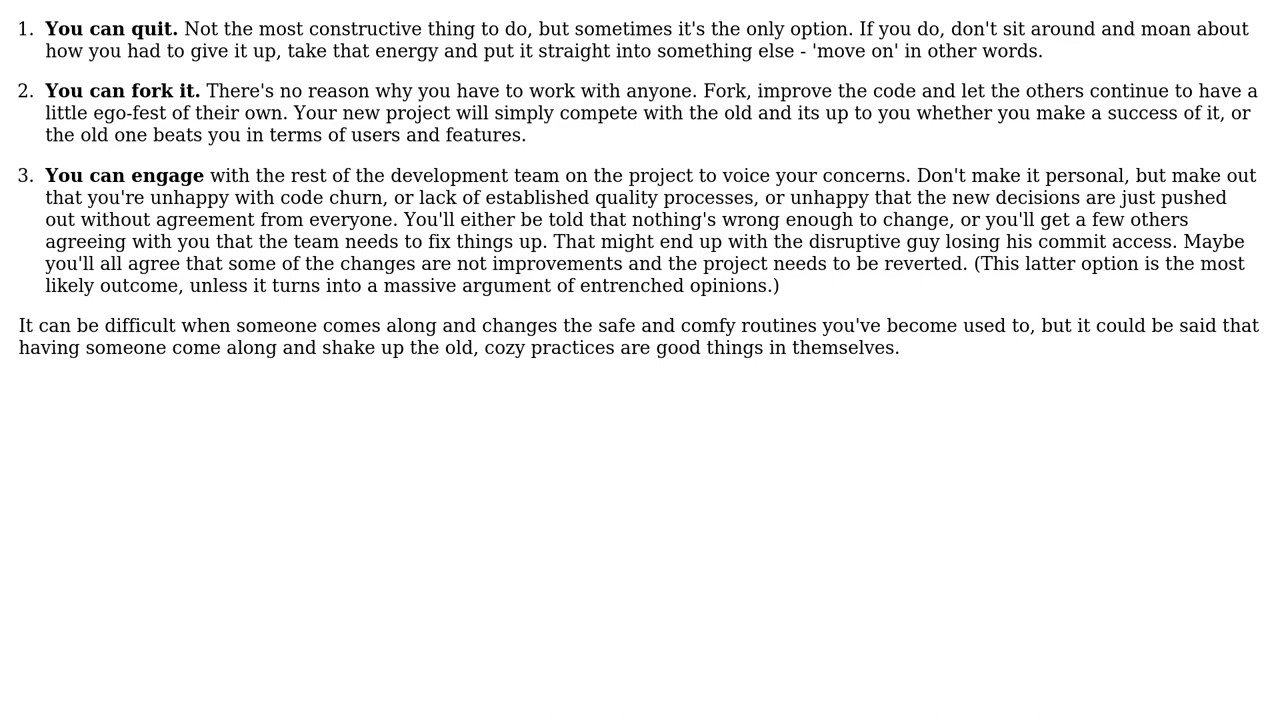 1. You can quit. Not the most constructive thing to do, but sometimes it's the only option. If you do, don't sit around and moan about
how you had to give it up, take that energy and put it straight into something else - 'move on' in other words.
2. You can fork it. There's no reason why you have to work with anyone. Fork, improve the code and let the others continue to have a
little ego-fest of their own. Your new project will simply compete with the old and its up to you whether you make a success of it, or
the old one beats you in terms of users and features.
3. You can engage with the rest of the development team on the project to voice your concerns. Don't make it personal, but make out
that you're unhappy with code churn, or lack of established quality processes, or unhappy that the new decisions are just pushed
out without agreement from everyone. You'll either be told that nothing's wrong enough to change, or you'll get a few others
agreeing with you that the team needs to fix things up. That might end up with the disruptive guy losing his commit access. Maybe
you'll all agree that some of the changes are not improvements and the project needs to be reverted. (This latter option is the most
likely outcome, unless it turns into a massive argument of entrenched opinions.)
It can be difficult when someone comes along and changes the safe and comfy routines you've become used to, but it could be said that
having someone come along and shake up the old, cozy practices are good things in themselves.